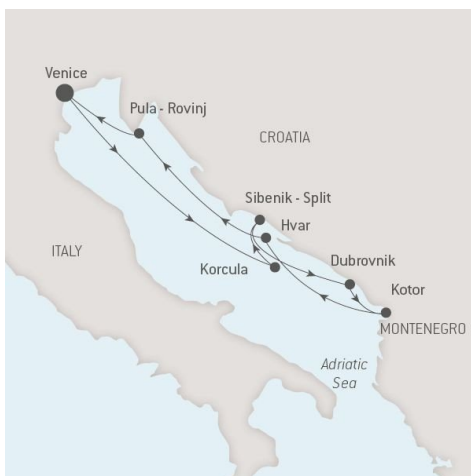 Venice
Pula - Rovinj
CROATIA
Sibenik - Split
Hvar
ITALY
Korcula
Dubrovnik
Kotor
MONTENEGRO
Adriatic
Sea